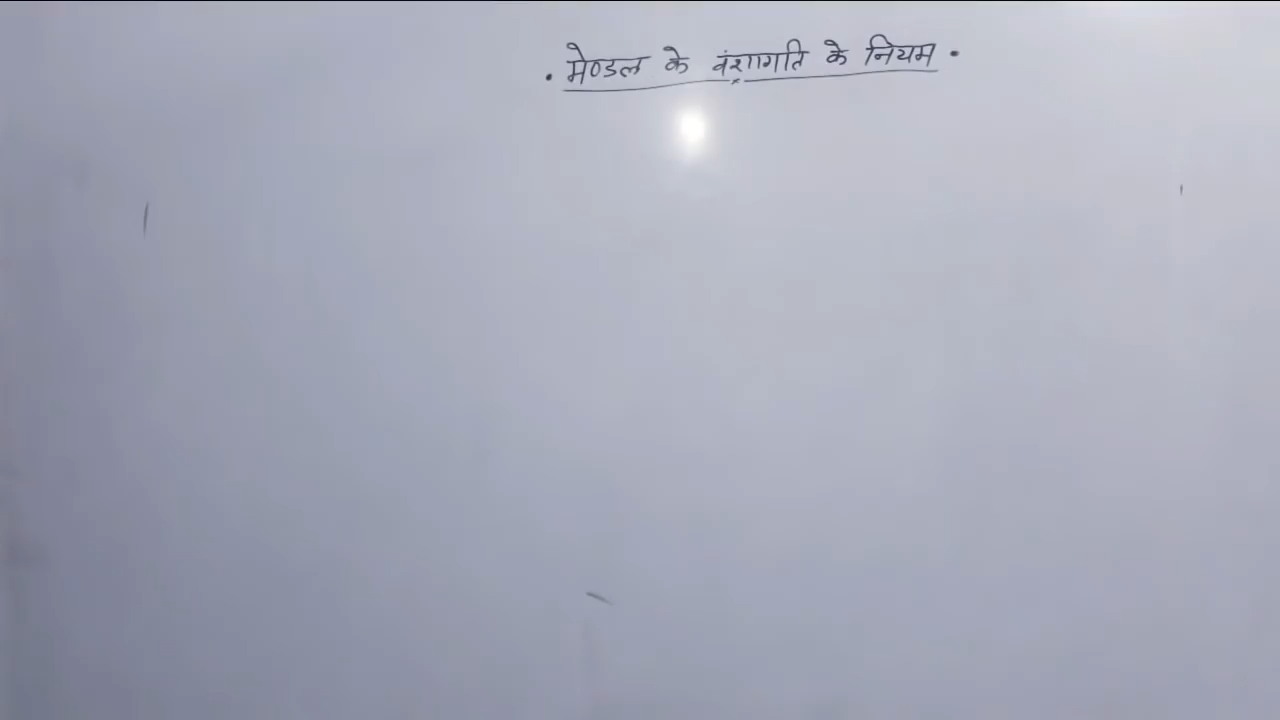 • मेण्डल के वंशागति के नियम •